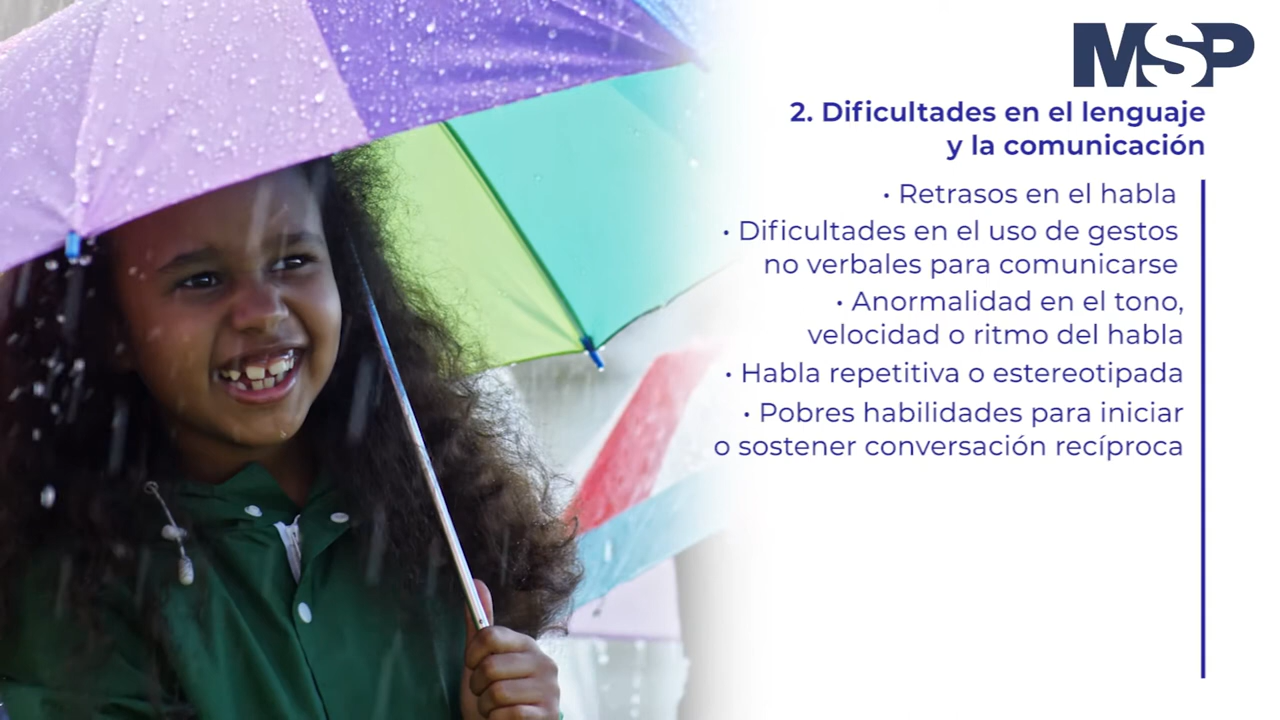 MSP
2. Dificultades en el lenguaje
y la comunicación
• Retrasos en el habla
• Dificultades en el uso de gestos
no verbales para comunicarse
• Anormalidad en el tono,
velocidad o ritmo del habla
• Habla repetitiva o estereotipada
• Pobres habilidades para iniciar
o sostener conversación recíproca